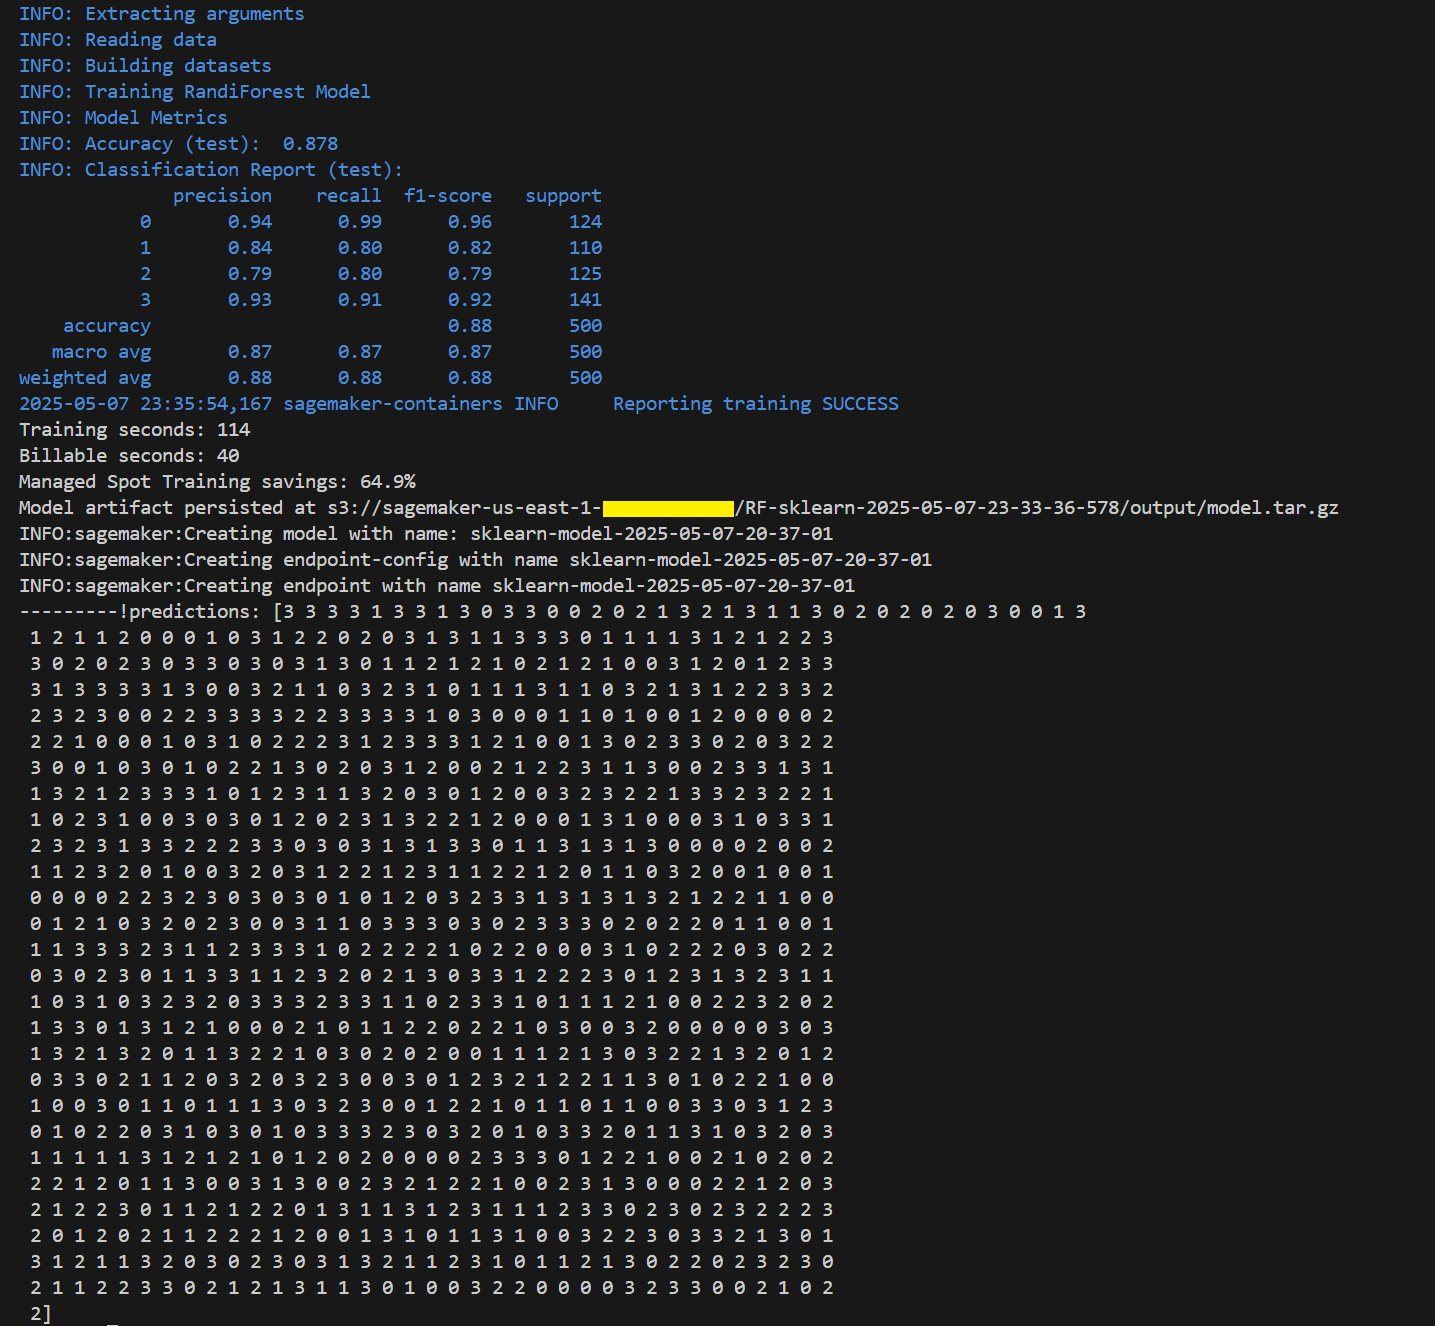 INFO: Extracting arguments
INFO: Reading data
INFO: Building datasets
INFO: Training RandiForest Model
INFO: Model Metrics
INFO: Accuracy (test):  0.878
INFO: Classification Report (test):
              precision    recall  f1-score   support
           0       0.94      0.99      0.96       124
           1       0.84      0.80      0.82       110
           2       0.79      0.80      0.79       125
           3       0.93      0.91      0.92       141
    accuracy                           0.88       500
   macro avg       0.87      0.87      0.87       500
weighted avg       0.88      0.88      0.88       500
2025-05-07 23:35:54,167 sagemaker-containers INFO     Reporting training SUCCESS
Training seconds: 114
Billable seconds: 40
Managed Spot Training savings: 64.9%
Model artifact persisted at s3://sagemaker-us-east-1-/RF-sklearn-2025-05-07-23-33-36-578/output/model.tar.gz
INFO:sagemaker:Creating model with name: sklearn-model-2025-05-07-20-37-01
INFO:sagemaker:Creating endpoint-config with name sklearn-model-2025-05-07-20-37-01
INFO:sagemaker:Creating endpoint with name sklearn-model-2025-05-07-20-37-01
---------!predictions: [3 3 3 3 1 3 3 1 3 0 3 3 0 0 2 0 2 1 3 2 1 3 1 1 3 0 2 0 2 0 2 0 3 0 0 1 3
 1 2 1 1 2 0 0 0 1 0 3 1 2 2 0 2 0 3 1 3 1 1 3 3 3 0 1 1 1 1 3 1 2 1 2 2 3
 3 0 2 0 2 3 0 3 3 0 3 0 3 1 3 0 1 1 2 1 2 1 0 2 1 2 1 0 0 3 1 2 0 1 2 3 3
 3 1 3 3 3 3 1 3 0 0 3 2 1 1 0 3 2 3 1 0 1 1 1 3 1 1 0 3 2 1 3 1 2 2 3 3 2
 2 3 2 3 0 0 2 2 3 3 3 3 2 2 3 3 3 3 1 0 3 0 0 0 1 1 0 1 0 0 1 2 0 0 0 0 2
 2 2 1 0 0 0 1 0 3 1 0 2 2 2 3 1 2 3 3 3 1 2 1 0 0 1 3 0 2 3 3 0 2 0 3 2 2
 3 0 0 1 0 3 0 1 0 2 2 1 3 0 2 0 3 1 2 0 0 2 1 2 2 3 1 1 3 0 0 2 3 3 1 3 1
 1 3 2 1 2 3 3 3 1 0 1 2 3 1 1 3 2 0 3 0 1 2 0 0 3 2 3 2 2 1 3 3 2 3 2 2 1
 1 0 2 3 1 0 0 3 0 3 0 1 2 0 2 3 1 3 2 2 1 2 0 0 0 1 3 1 0 0 0 3 1 0 3 3 1
 2 3 2 3 1 3 3 2 2 2 3 3 0 3 0 3 1 3 1 3 3 0 1 1 3 1 3 1 3 0 0 0 0 2 0 0 2
 1 1 2 3 2 0 1 0 0 3 2 0 3 1 2 2 1 2 3 1 1 2 2 1 2 0 1 1 0 3 2 0 0 1 0 0 1
 0 0 0 0 2 2 3 2 3 0 3 0 3 0 1 0 1 2 0 3 2 3 3 1 3 1 3 1 3 2 1 2 2 1 1 0 0
 0 1 2 1 0 3 2 0 2 3 0 0 3 1 1 0 3 3 3 0 3 0 2 3 3 3 0 2 0 2 2 0 1 1 0 0 1
 1 1 3 3 3 2 3 1 1 2 3 3 3 1 0 2 2 2 2 1 0 2 2 0 0 0 3 1 0 2 2 2 0 3 0 2 2
 0 3 0 2 3 0 1 1 3 3 1 1 2 3 2 0 2 1 3 0 3 3 1 2 2 2 3 0 1 2 3 1 3 2 3 1 1
 1 0 3 1 0 3 2 3 2 0 3 3 3 2 3 3 1 1 0 2 3 3 1 0 1 1 1 2 1 0 0 2 2 3 2 0 2
 1 3 3 0 1 3 1 2 1 0 0 0 2 1 0 1 1 2 2 0 2 2 1 0 3 0 0 3 2 0 0 0 0 0 3 0 3
 1 3 2 1 3 2 0 1 1 3 2 2 1 0 3 0 2 0 2 0 0 1 1 1 2 1 3 0 3 2 2 1 3 2 0 1 2
 0 3 3 0 2 1 1 2 0 3 2 0 3 2 3 0 0 3 0 1 2 3 2 1 2 2 1 1 3 0 1 0 2 2 1 0 0
 1 0 0 3 0 1 1 0 1 1 1 3 0 3 2 3 0 0 1 2 2 1 0 1 1 0 1 1 0 0 3 3 0 3 1 2 3
 0 1 0 2 2 0 3 1 0 3 0 1 0 3 3 3 2 3 0 3 2 0 1 0 3 3 2 0 1 1 3 1 0 3 2 0 3
 1 1 1 1 1 3 1 2 1 2 1 0 1 2 0 2 0 0 0 0 2 3 3 3 0 1 2 2 1 0 0 2 1 0 2 0 2
 2 2 1 2 0 1 1 3 0 0 3 1 3 0 0 2 3 2 1 2 2 1 0 0 2 3 1 3 0 0 0 2 2 1 2 0 3
 2 1 2 2 3 0 1 1 2 1 2 2 0 1 3 1 1 3 1 2 3 1 1 1 2 3 3 0 2 3 0 2 3 2 2 2 3
 2 0 1 2 0 2 1 1 2 2 2 1 2 0 0 1 3 1 0 1 1 3 1 0 0 3 2 2 3 0 3 3 2 1 3 0 1
 3 1 2 1 1 3 2 0 3 0 2 3 0 3 1 3 2 1 1 2 3 1 0 1 1 2 1 3 0 2 2 0 2 3 2 3 0
 2 1 1 2 2 3 3 0 2 1 2 1 3 1 1 3 0 1 0 0 3 2 2 0 0 0 0 3 2 3 3 0 0 2 1 0 2
 2]